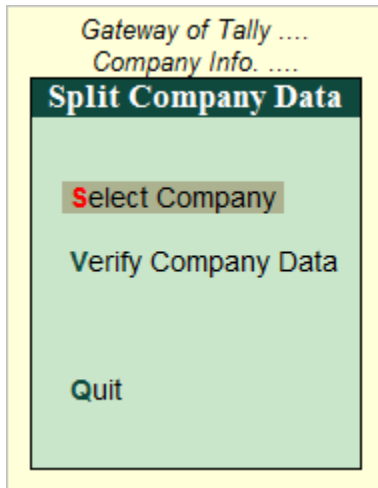 Gateway of Tally ....
Company Info. ....
Split Company Data
Select Company
Verify Company Data
Quit